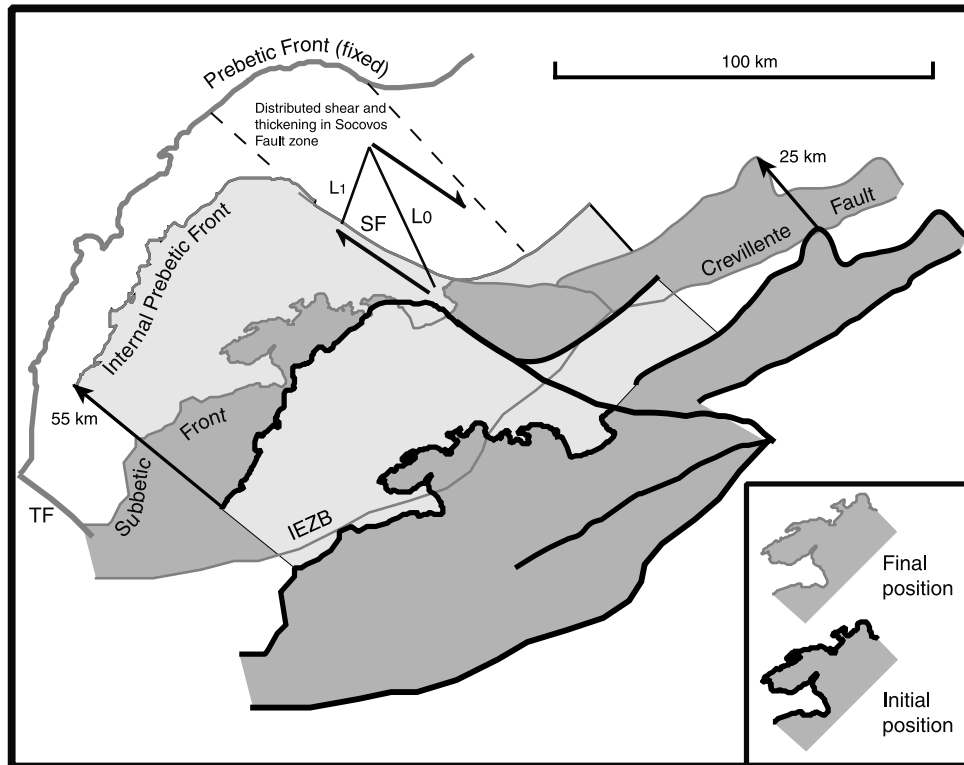 Prebetic Front (fixed)
100 km
Distributed shear and
thickening in Socovos
Fault zone
L1
SF
L0
25 km
Crevillente
Fault
Internal Prebetic Front
55 km
Subbetic
Front
IEZB
TF
Final
position
Initial
position